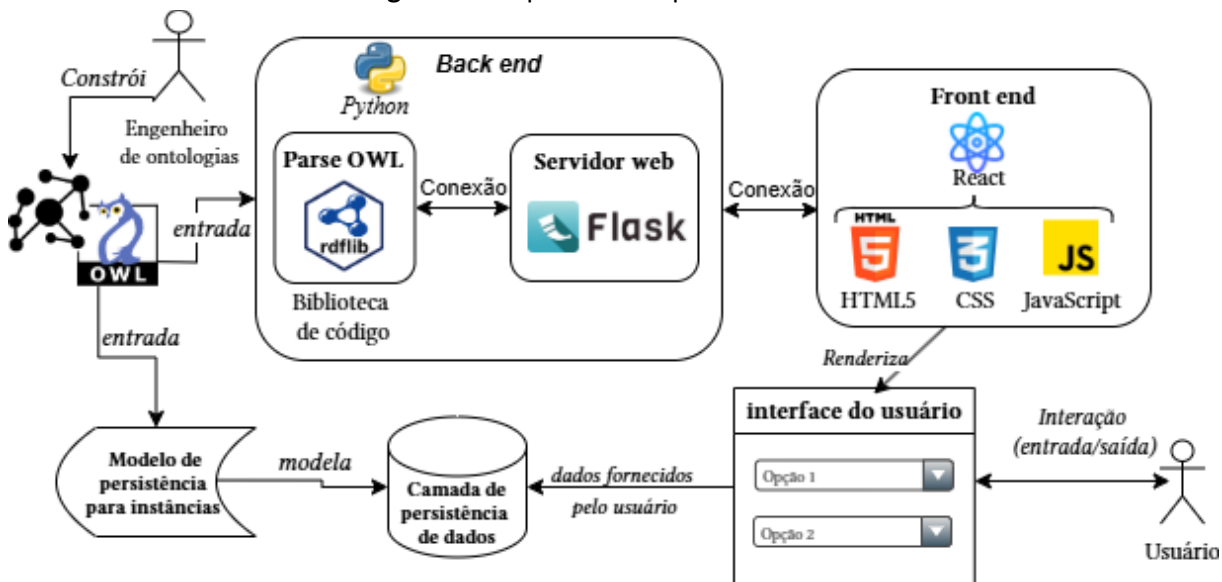 Constrói
Engenheiro
de ontologias
OWL
entrada
entrada
Back end
Python
Parse OWL
rdflib
Biblioteca
de código
Conexão
Servidor web
Flask
Conexão
Front end
React
HTML
5
3
JS
HTML5
CSS
JavaScript
Renderiza
interface do usuário
Opção 1
Opção 2
Interação
(entrada/saída)
Usuário
dados fornecidos
pelo usuário
Camada de
persistência
de dados
modela
Modelo de
persistência
para instâncias